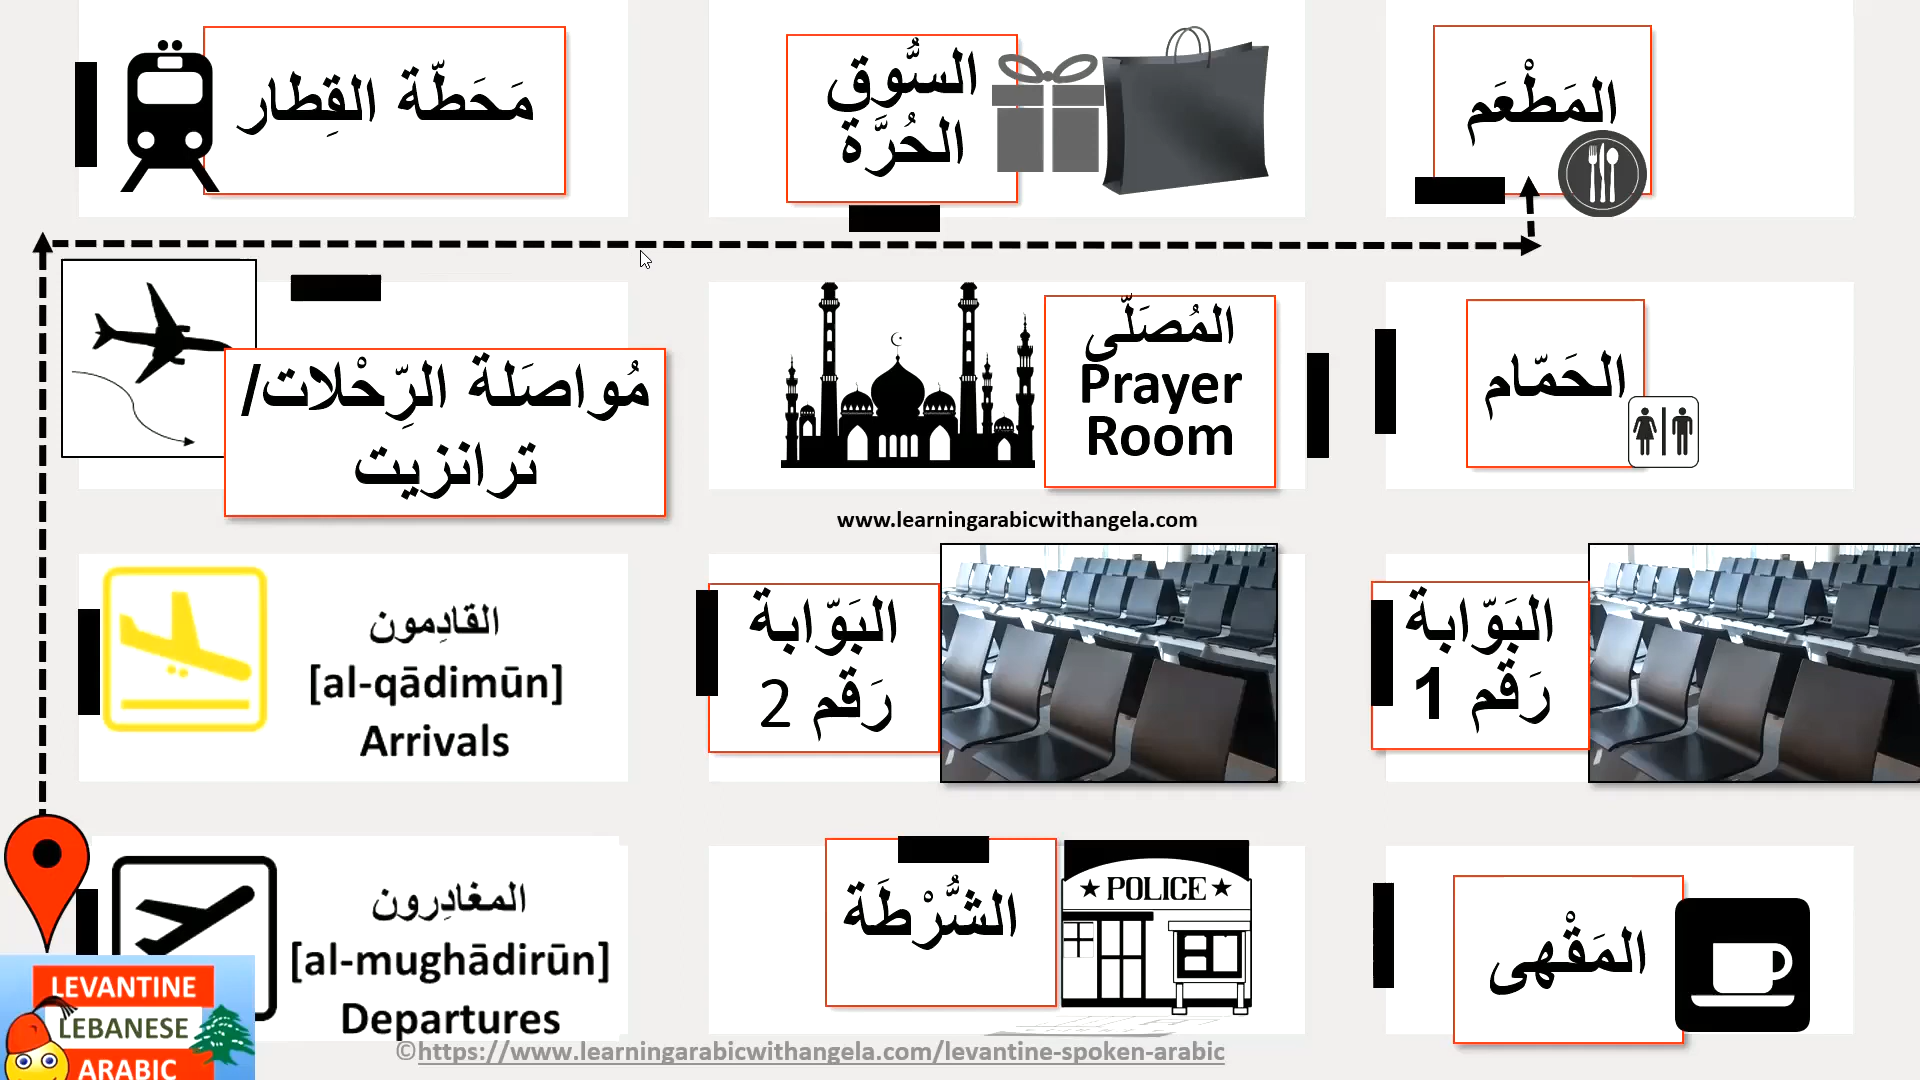 مَحَطّة القِطار
السُّوق
الحُرَّة
المَطْعَم
مُواصَلة الرِّحْلات/
ترانزيت
المُصَلّى
Prayer
Room
الحَمّام
www.learningarabicwithangela.com
القادِمون
[al-qādimūn]
Arrivals
البَوّابة
رَقم 2
البَوّابة
رَقم 1
المغادِرون
[al-mughādirūn]
Departures
الشُّرْطَة
POLICE
المَقْهى
LEVANTINE
LEBANESE
ARABIC
©https://www.learningarabicwithangela.com/levantine-spoken-arabic